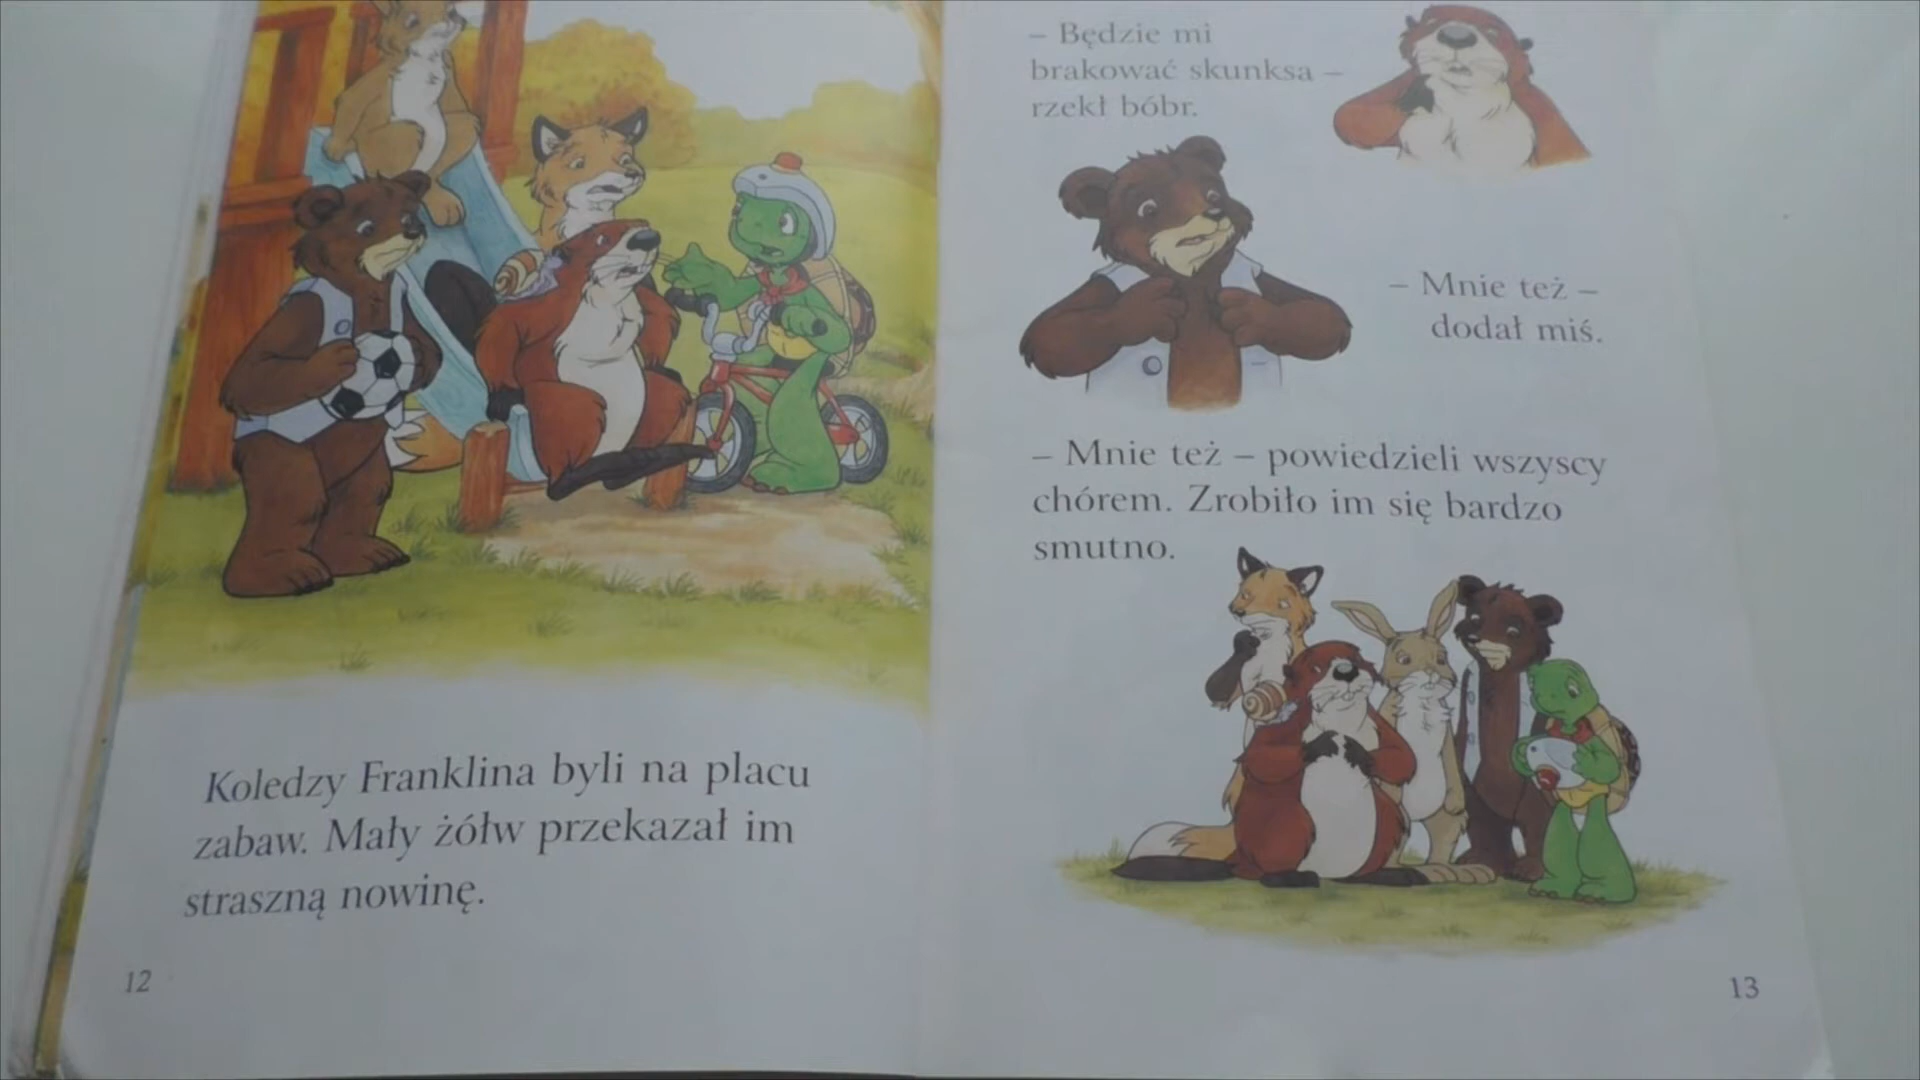 Koledzy Franklina byli na placu
zabaw. Mały żółw przekazał im
straszną nowinę.
12
– Będzie mi
brakować skunksa –
rzekł bóbr.
– Mnie też –
dodał miś.
– Mnie też – powiedzieli wszyscy
chórem. Zrobiło im się bardzo
smutno.
13